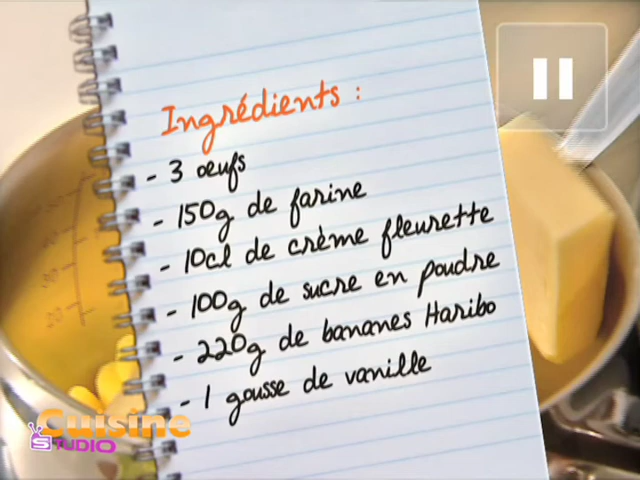 Ingrédients :
- 3 oeufs
- 150g de farine
- 10cl de crème fleurette
- 100g de sucre en poudre
- 220g de bananes Haribo
- 1 gousse de vanille
Cuisine
STUDIO